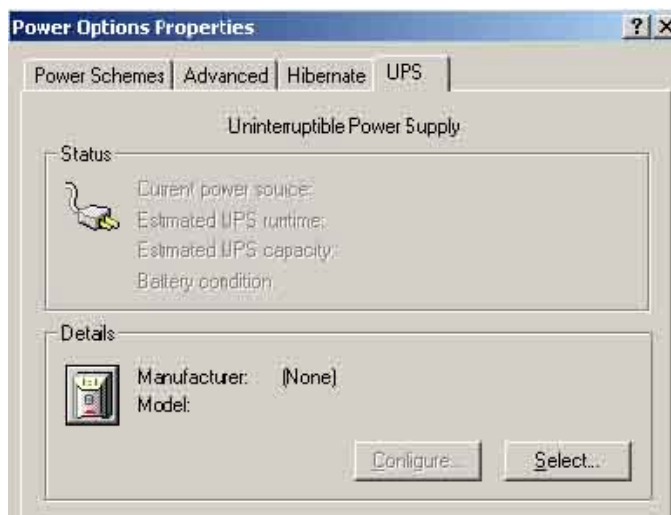 Power Options Properties
Power Schemes Advanced Hibernate UPS
Uninterruptible Power Supply
Status
Current power source:
Estimated UPS runtime:
Estimated UPS capacity:
Battery condition
Details
Manufacturer: (None)
Model:
Configure... Select...